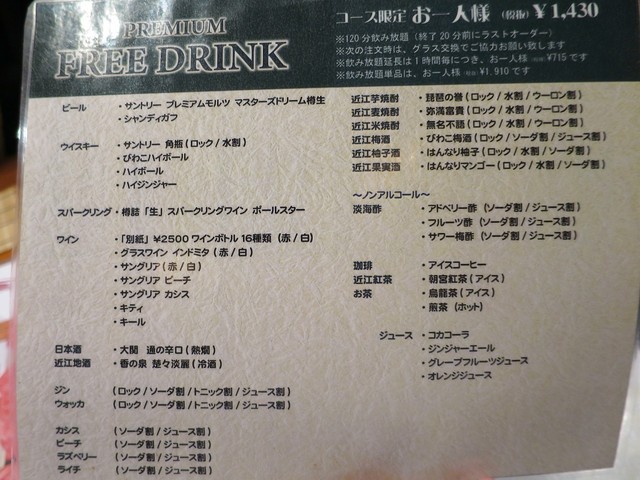 PREMIUM
FREE DRINK
コース限定 お一人様 (税抜) ¥1,430
※120分飲み放題 (終了20分前にラストオーダー)
※次の注文時は、グラス交換でご協力お願い致します
※飲み放題延長は1時間毎につき、お一人様 (税抜) ¥715です
※飲み放題単品は、お一人様 (税抜) ¥1,910です
ビール ・サントリー プレミアムモルツ マスターズドリーム樽生
・シャンディガフ
ウイスキー ・サントリー 角瓶 (ロック / 水割)
・びわこハイボール
・ハイボール
・ハイジンジャー
スパークリング ・樽詰「生」スパークリングワイン ポールスター
ワイン ・「別紙」¥2500ワインボトル16種類 (赤 / 白)
・グラスワイン インドミタ (赤 / 白)
・サングリア (赤 / 白)
・サングリア ピーチ
・サングリア カシス
・キティ
・キール
日本酒 ・大関 通の辛口 (熱燗)
近江地酒 ・香の泉 楚々淡麗 (冷酒)
ジン (ロック / ソーダ割 / トニック割 / ジュース割)
ウォッカ (ロック / ソーダ割 / トニック割 / ジュース割)
カシス (ソーダ割 / ジュース割)
ピーチ (ソーダ割 / ジュース割)
ラズベリー (ソーダ割 / ジュース割)
ライチ (ソーダ割 / ジュース割)
近江芋焼酎 ・琵琶の誉 (ロック / 水割 / ウーロン割)
近江麦焼酎 ・弥満富貴 (ロック / 水割 / ウーロン割)
近江米焼酎 ・無名不語 (ロック / 水割 / ウーロン割)
近江梅酒 ・びわこ梅酒 (ロック / ソーダ割 / ジュース割)
近江柚子酒 ・はんなり柚子 (ロック / 水割 / ソーダ割)
近江果実酒 ・はんなりマンゴー (ロック / 水割 / ソーダ割)
～ノンアルコール～
淡海酢 ・アドベリー酢 (ソーダ割 / ジュース割)
・フルーツ酢 (ソーダ割 / ジュース割)
・サワー梅酢 (ソーダ割 / ジュース割)
珈琲 ・アイスコーヒー
近江紅茶 ・朝宮紅茶 (アイス)
お茶 ・烏龍茶 (アイス)
・煎茶 (ホット)
ジュース ・コカコーラ
・ジンジャーエール
・グレープフルーツジュース
・オレンジジュース